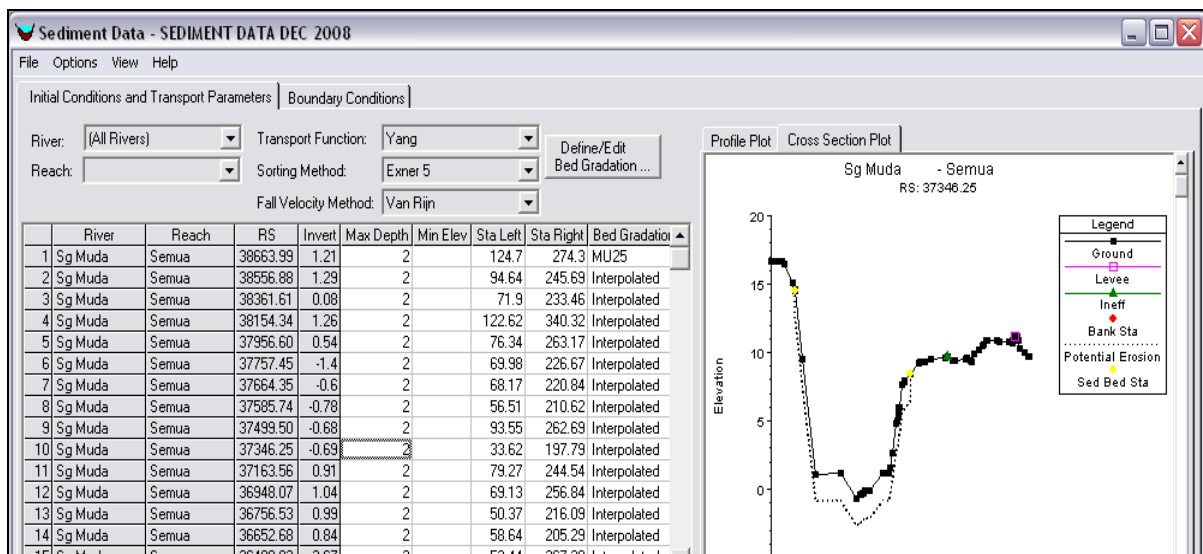 Sediment Data - SEDIMENT DATA DEC 2008
File Options View Help
Initial Conditions and Transport Parameters Boundary Conditions
River: (All Rivers) Transport Function: Yang Define/Edit Bed Gradation ...
Reach: Sorting Method: Exner 5
Fall Velocity Method: Van Rijn
River Reach RS Invert Max Depth Min Elev Sta Left Sta Right Bed Gradation
1 Sg Muda Semua 38663.99 1.21 2 124.7 274.3 MU25
2 Sg Muda Semua 38556.88 1.29 2 94.64 245.69 Interpolated
3 Sg Muda Semua 38361.61 0.08 2 71.9 233.46 Interpolated
4 Sg Muda Semua 38154.34 1.26 2 122.62 340.32 Interpolated
5 Sg Muda Semua 37956.60 0.54 2 76.34 263.17 Interpolated
6 Sg Muda Semua 37757.45 -1.4 2 69.98 226.67 Interpolated
7 Sg Muda Semua 37664.35 -0.6 2 68.17 220.84 Interpolated
8 Sg Muda Semua 37585.74 -0.78 2 56.51 210.62 Interpolated
9 Sg Muda Semua 37499.50 -0.68 2 93.55 262.69 Interpolated
10 Sg Muda Semua 37346.25 -0.69 2 33.62 197.79 Interpolated
11 Sg Muda Semua 37163.56 0.91 2 79.27 244.54 Interpolated
12 Sg Muda Semua 36948.07 1.04 2 69.13 256.84 Interpolated
13 Sg Muda Semua 36756.53 0.99 2 50.37 216.09 Interpolated
14 Sg Muda Semua 36652.68 0.84 2 58.64 205.29 Interpolated
Profile Plot Cross Section Plot
Sg Muda - Semua
RS: 37346.25
Elevation
20
15
10
5
0
Legend
Ground
Levee
Ineff
Bank Sta
Potential Erosion
Sed Bed Sta